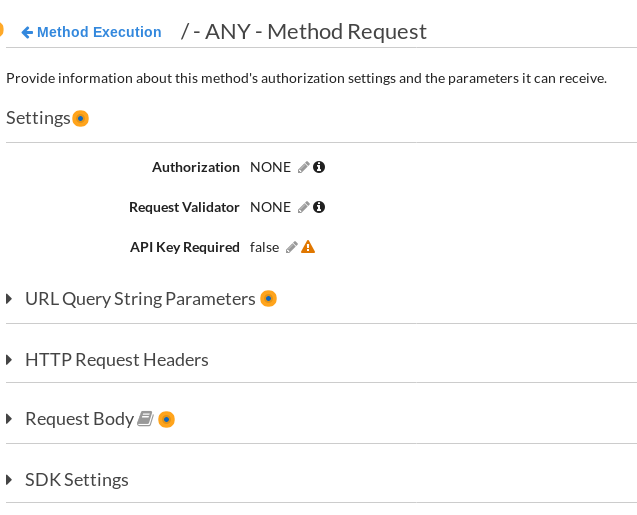 Method Execution / - ANY - Method Request
Provide information about this method's authorization settings and the parameters it can receive.
Settings
Authorization NONE
Request Validator NONE
API Key Required false
URL Query String Parameters
HTTP Request Headers
Request Body
SDK Settings